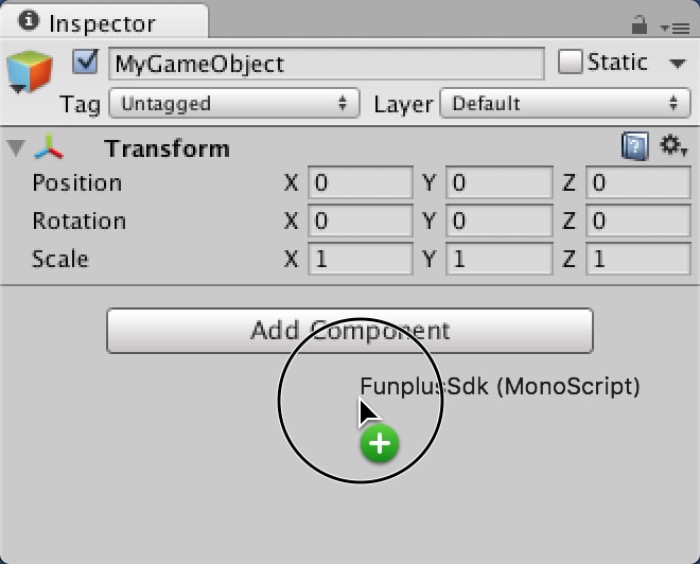 Inspector
MyGameObject
Static
Tag Untagged Layer Default
Transform
Position X 0 Y 0 Z 0
Rotation X 0 Y 0 Z 0
Scale X 1 Y 1 Z 1
Add Component
FunplusSdk (MonoScript)